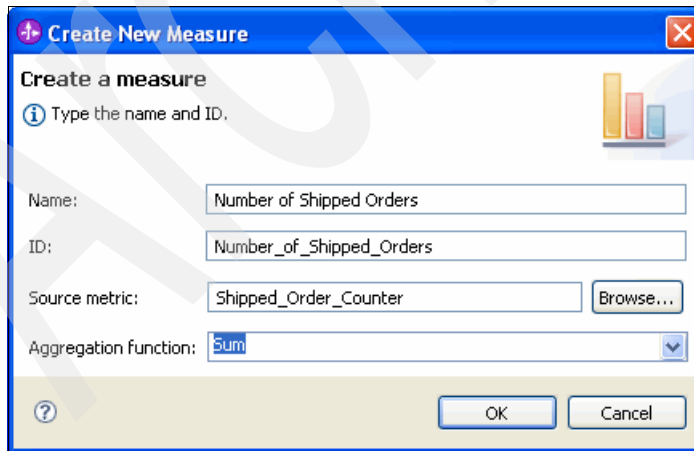 Create New Measure
Create a measure
Type the name and ID.
Name: Number of Shipped Orders
ID: Number_of_Shipped_Orders
Source metric: Shipped_Order_Counter Browse...
Aggregation function: Sum
? OK Cancel